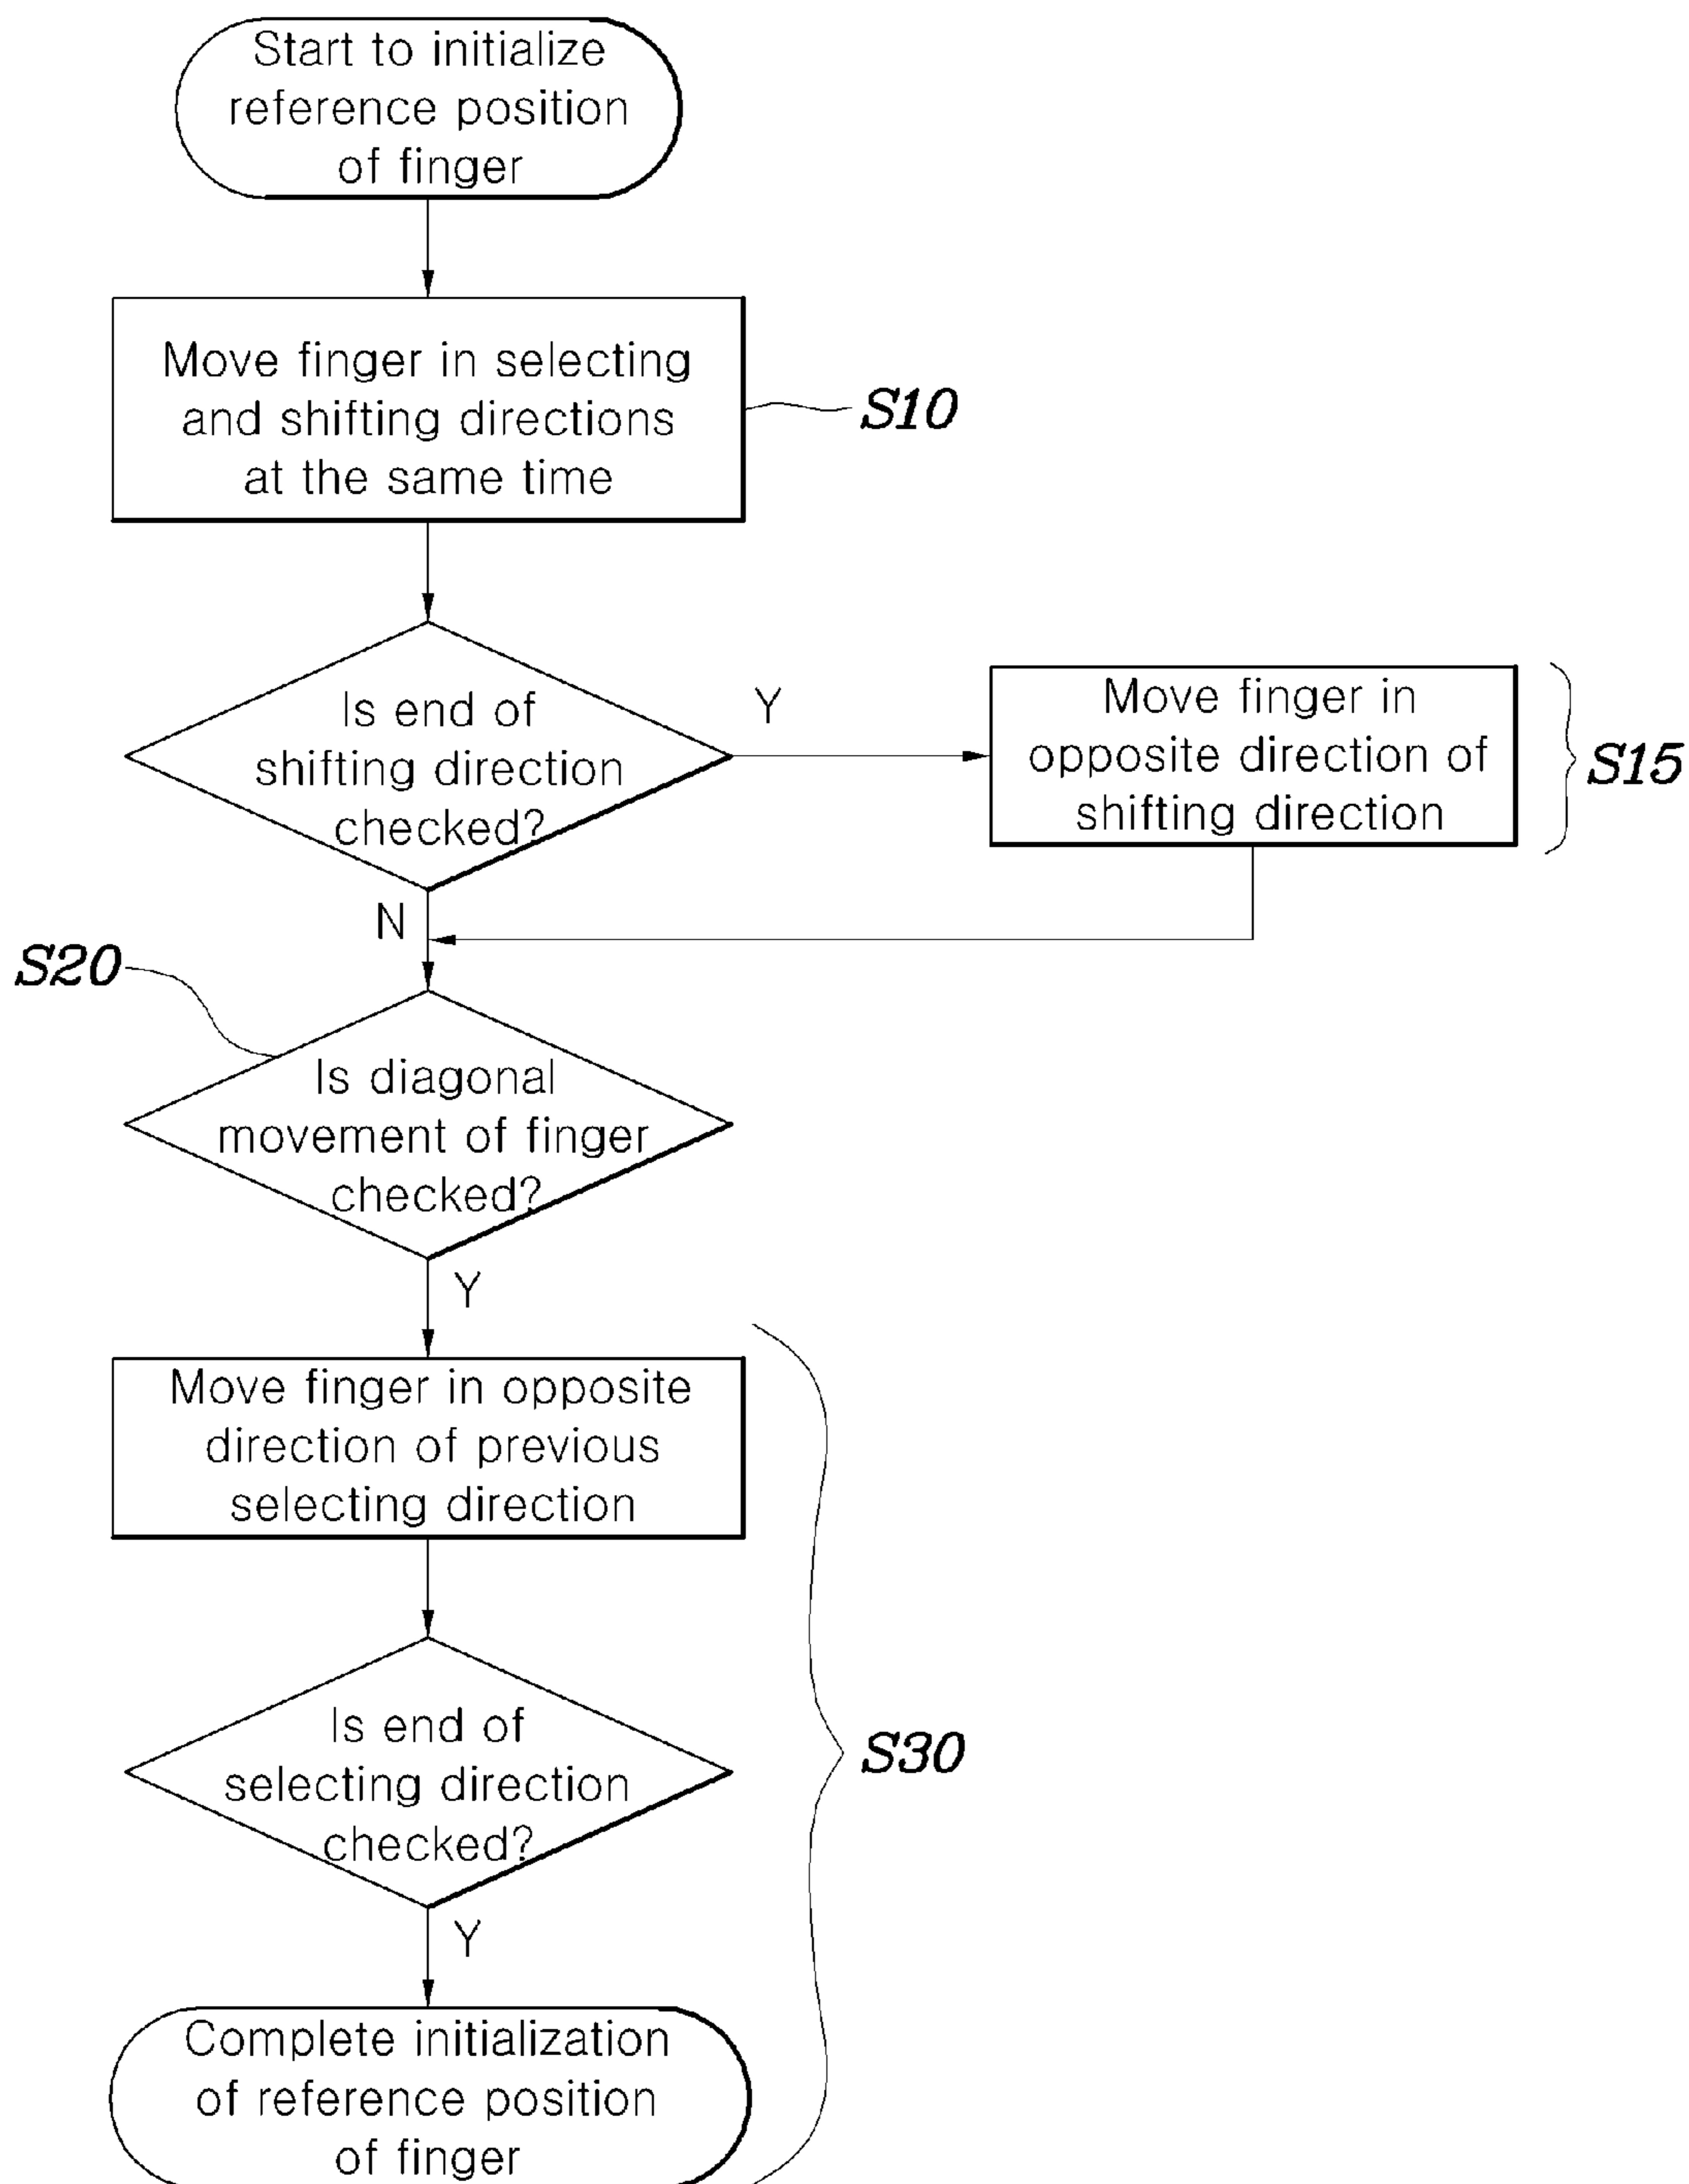 Start to initialize
reference position
of finger
Move finger in selecting
and shifting directions
at the same time
S10
Is end of
shifting direction
checked?
Y
Move finger in
opposite direction of
shifting direction
S15
N
S20
Is diagonal
movement of finger
checked?
Y
Move finger in opposite
direction of previous
selecting direction
Is end of
selecting direction
checked?
S30
Y
Complete initialization
of reference position
of finger